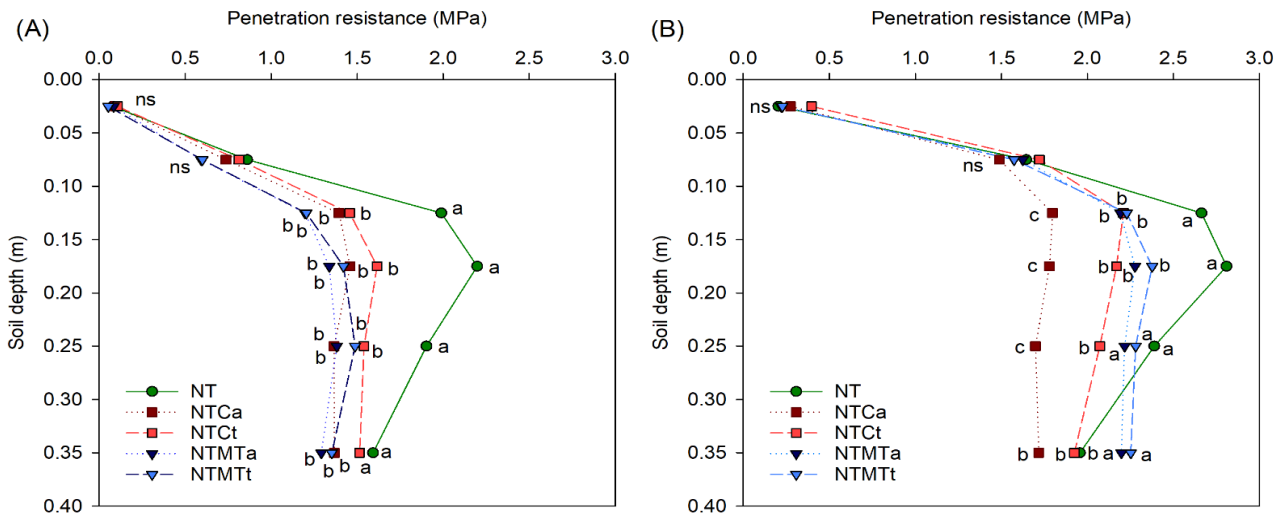 Penetration resistance (MPa)
(A)
0.0 0.5 1.0 1.5 2.0 2.5 3.0
0.00
0.05
0.10
0.15
0.20
0.25
0.30
0.35
0.40
Soil depth (m)
ns
ns
b b b b a
b b b b a
b b b b a
b b b a a
NT
NTCa
NTCt
NTMTa
NTMTt
Penetration resistance (MPa)
(B)
0.0 0.5 1.0 1.5 2.0 2.5 3.0
0.00
0.05
0.10
0.15
0.20
0.25
0.30
0.35
0.40
Soil depth (m)
ns
ns
c b b b a
c b b b a
c b a a a
b b b a a
NT
NTCa
NTCt
NTMTa
NTMTt